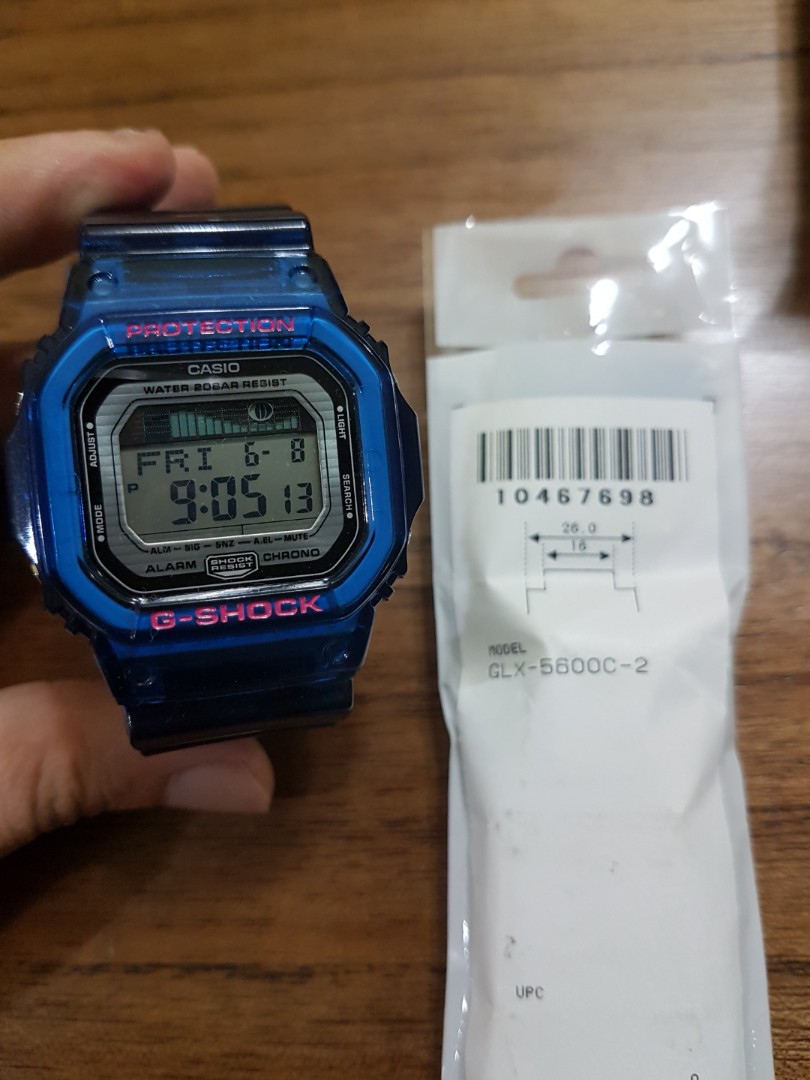 PROTECTION
CASIO
WATER 20BAR RESIST
ADJUST
LIGHT
MODE
SEARCH
FRI 6- 8
P 9:05 13
ALM SIG SNZ A.EL MUTE
ALARM SHOCK RESIST CHRONO
G-SHOCK
10467698
26.0
16
MODEL
GLX-5600C-2
UPC